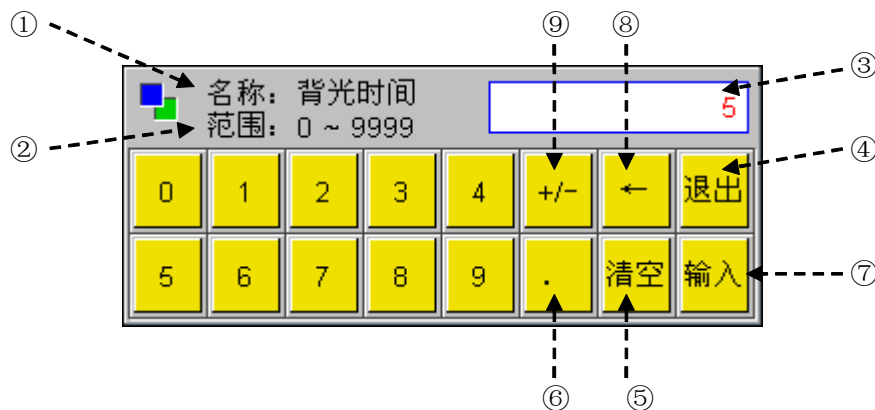 ① ⑨ ⑧
名称：背光时间 ③
5
② 范围：0 ~ 9999
④
0 1 2 3 4 +/- ← 退出
5 6 7 8 9 . 清空 输入 ⑦
⑥ ⑤